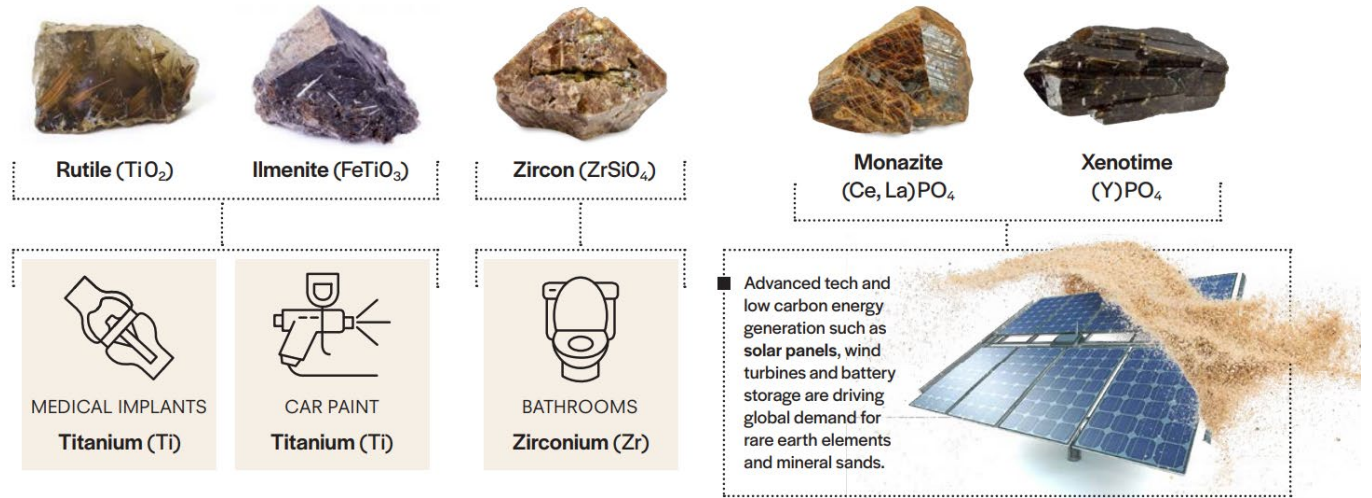 Rutile (TiO₂)
Ilmenite (FeTiO₃)
Zircon (ZrSiO₄)
Monazite
(Ce, La)PO₄
Xenotime
(Y)PO₄
MEDICAL IMPLANTS
Titanium (Ti)
CAR PAINT
Titanium (Ti)
BATHROOMS
Zirconium (Zr)
Advanced tech and
low carbon energy
generation such as
solar panels, wind
turbines and battery
storage are driving
global demand for
rare earth elements
and mineral sands.